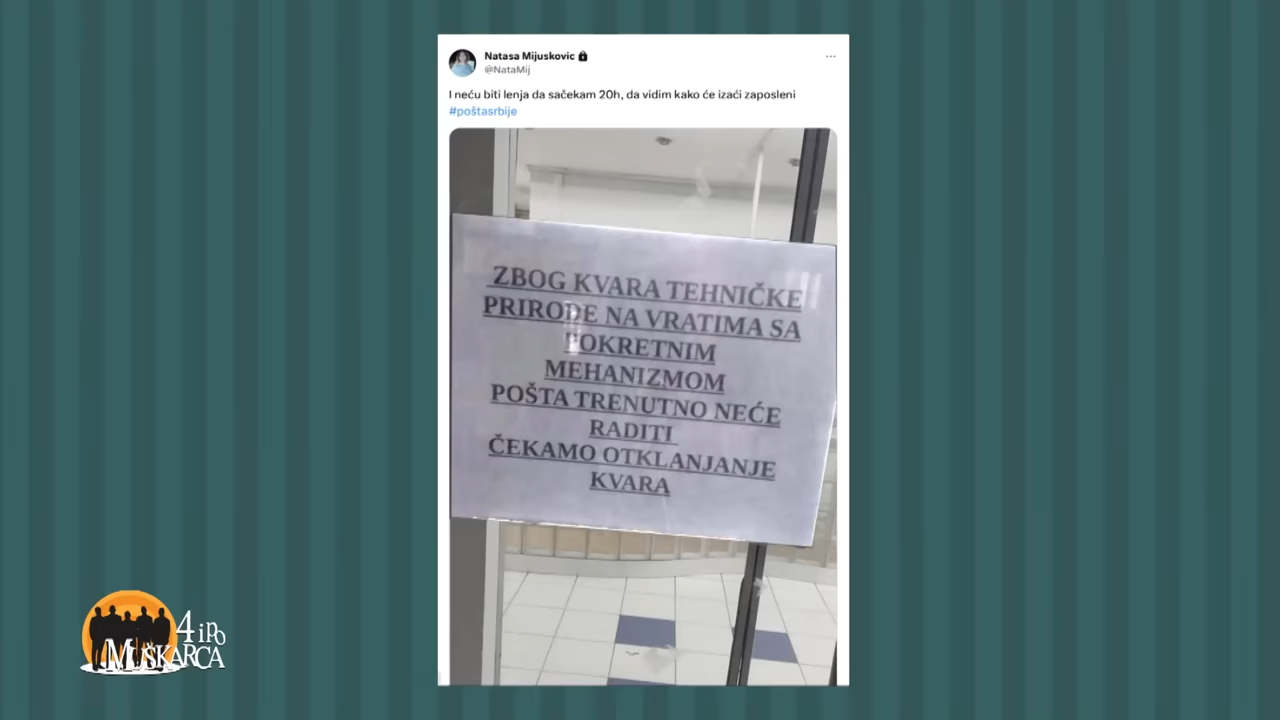 Natasa Mijuskovic
@NataMij
I neću biti lenja da sačekam 20h, da vidim kako će izaći zaposleni
#poštasrbije
ZBOG KVARA TEHNIČKE
PRIRODE NA VRATIMA SA
POKRETNIM
MEHANIZMOM
POŠTA TRENUTNO NEĆE
RADITI
ČEKAMO OTKLANJANJE
KVARA
4 i po
MUŠKARCA